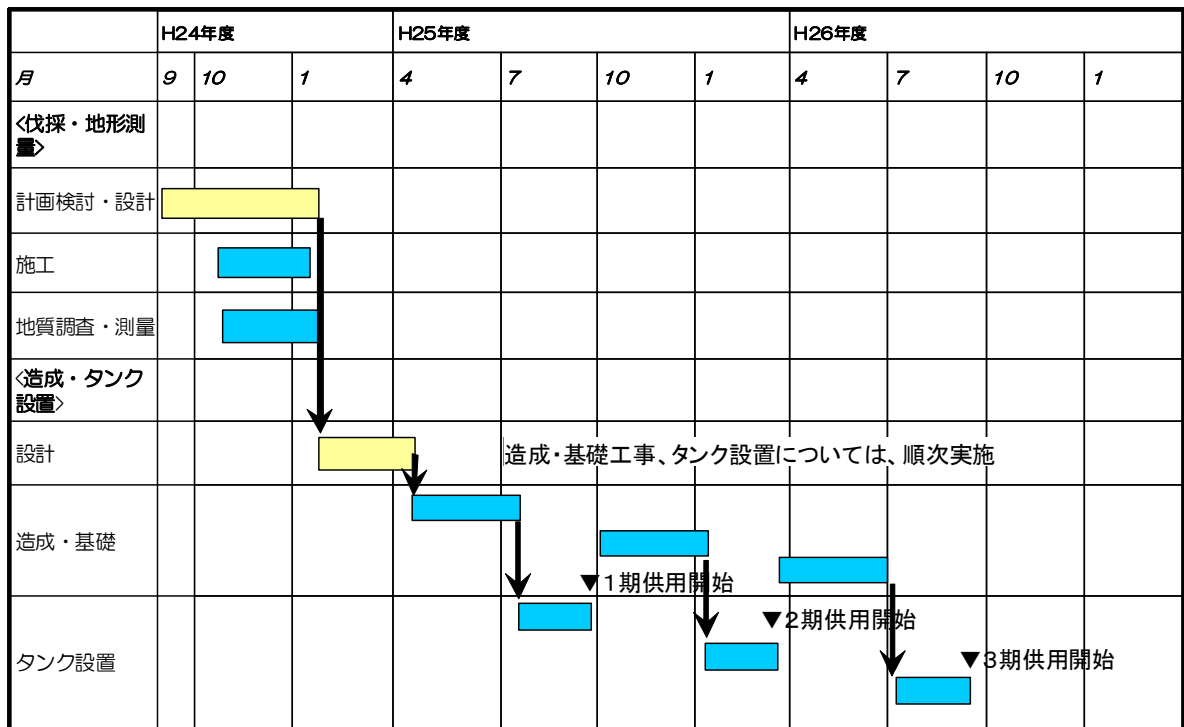 H24年度 H25年度 H26年度
月 9 10 1 4 7 10 1 4 7 10 1
<伐採・地形測
量>
計画検討・設計
施工
地質調査・測量
<造成・タンク
設置>
設計 造成・基礎工事、タンク設置については、順次実施
造成・基礎
▼1期供用開始
▼2期供用開始
タンク設置
▼3期供用開始